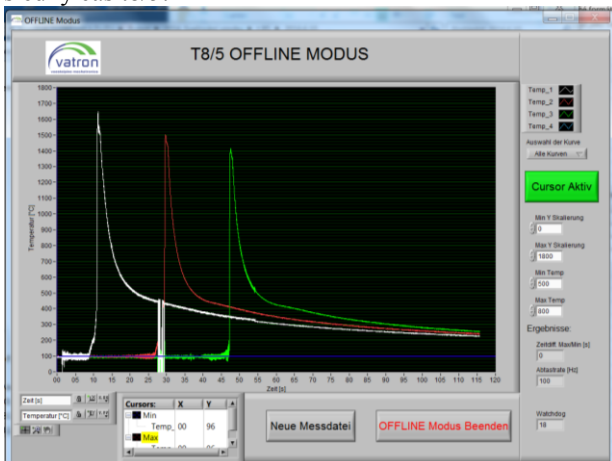 OFFLINE Modus
vatron
T8/5 OFFLINE MODUS
Temp_1
Temp_2
Temp_3
Temp_4
Auswahl der Kurve
Alle Kurven
Cursor Aktiv
Min Y Skalierung
0
Max Y Skalierung
1800
Min Temp
500
Max Temp
800
Ergebnisse:
Zeitdiff. Max/Min [s]
0
Abtastrate [Hz]
100
Watchdog
18
Temperatur [°C]
1800
1700
1600
1500
1400
1300
1200
1100
1000
900
800
700
600
500
400
300
200
100
0
00 05 10 15 20 25 30 35 40 45 50 55 60 65 70 75 80 85 90 95 100 105 110 115 120
Zeit [s]
Zeit [s]
Temperatur [°C]
Cursors: X Y
Min
Temp_ 00 96
Max
Neue Messdatei
OFFLINE Modus Beenden